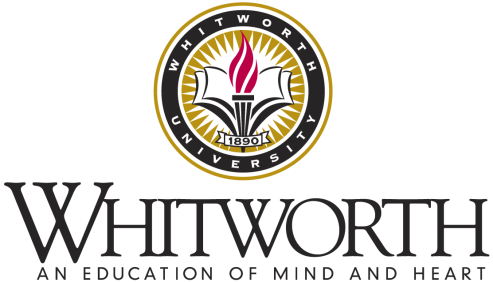 WHITWORTH
UNIVERSITY
1890
WHITWORTH
AN EDUCATION OF MIND AND HEART